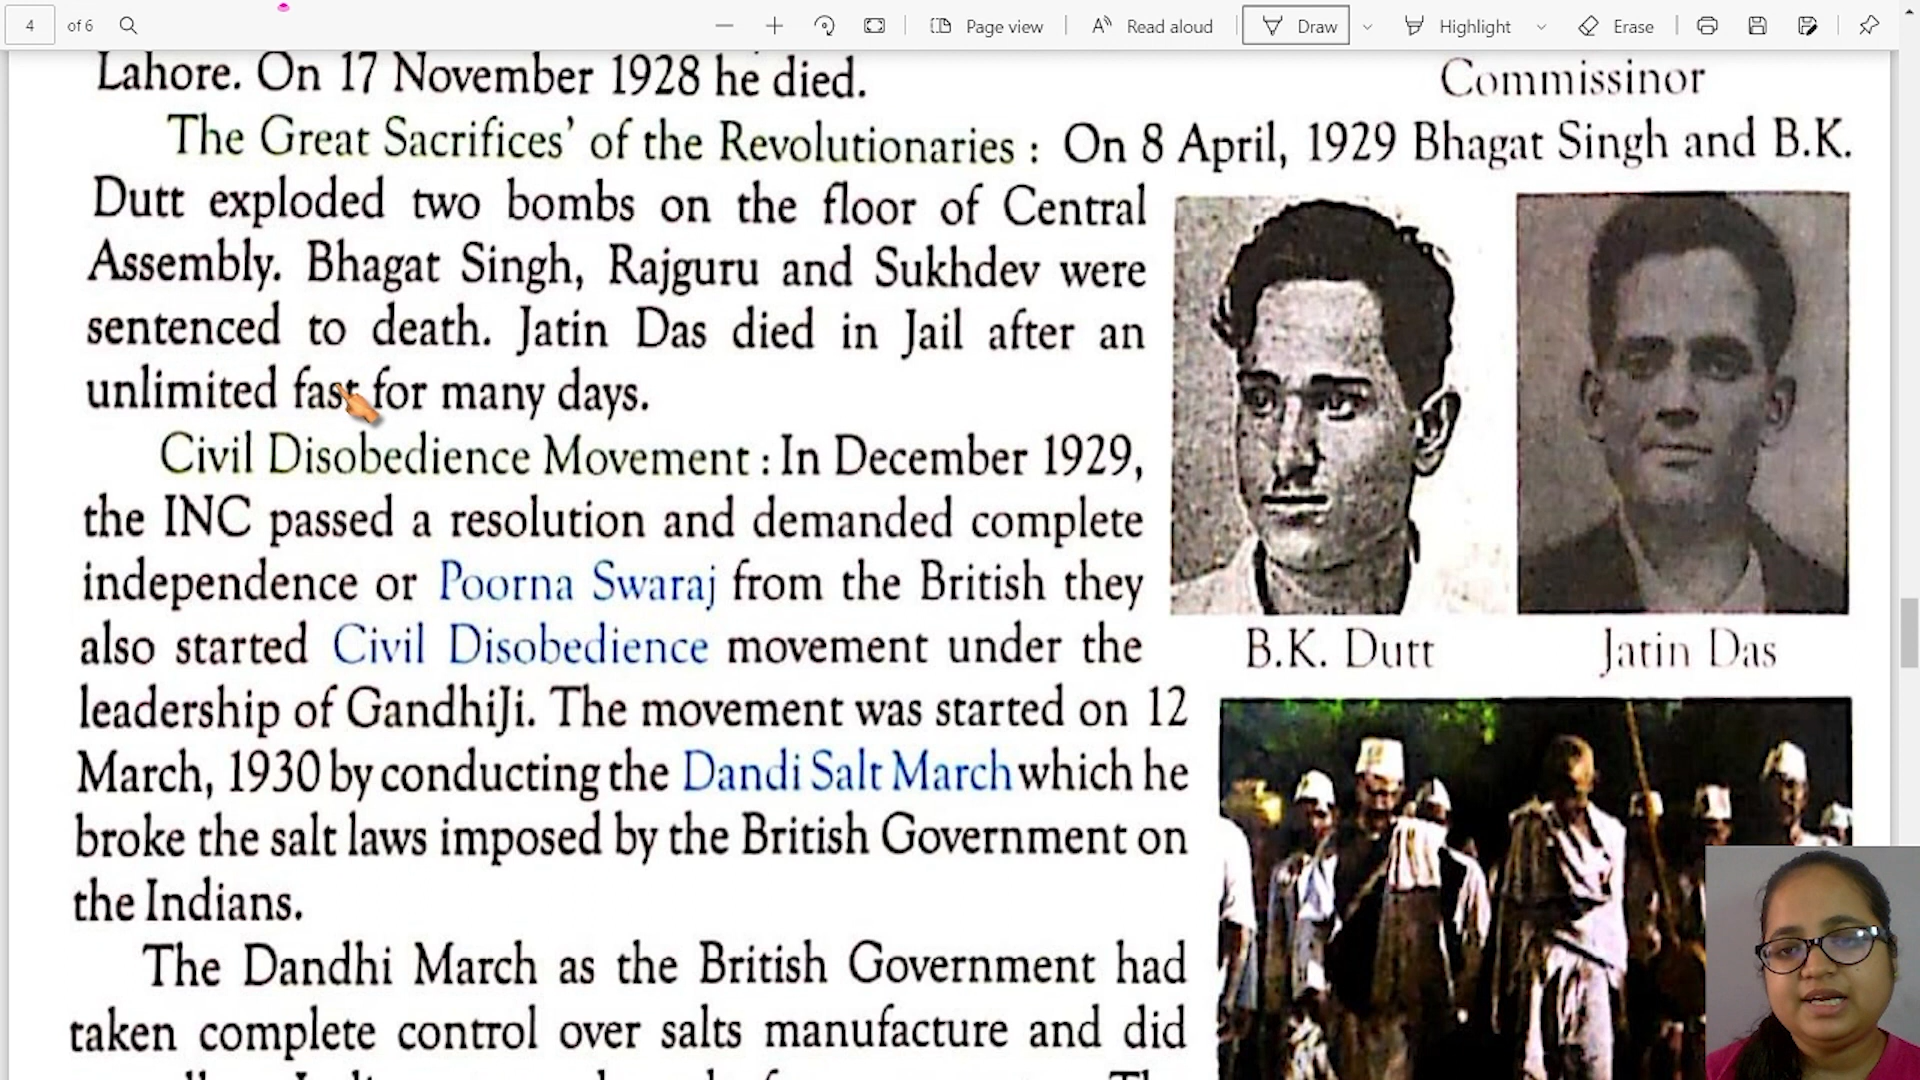 4 of 6 Page view Read aloud Draw Highlight Erase
Lahore. On 17 November 1928 he died.
Commissinor
The Great Sacrifices' of the Revolutionaries : On 8 April, 1929 Bhagat Singh and B.K.
Dutt exploded two bombs on the floor of Central
Assembly. Bhagat Singh, Rajguru and Sukhdev were
sentenced to death. Jatin Das died in Jail after an
unlimited fast for many days.
Civil Disobedience Movement : In December 1929,
the INC passed a resolution and demanded complete
independence or Poorna Swaraj from the British they
also started Civil Disobedience movement under the
leadership of GandhiJi. The movement was started on 12
March, 1930 by conducting the Dandi Salt March which he
broke the salt laws imposed by the British Government on
the Indians.
The Dandhi March as the British Government had
taken complete control over salts manufacture and did
B.K. Dutt
Jatin Das